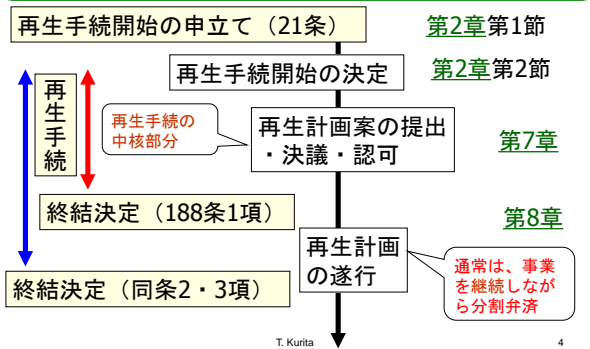 再生手続開始の申立て（21条）
第2章第1節
再生手続開始の決定
第2章第2節
再生手続
再生手続の
中核部分
再生計画案の提出
・決議・認可
第7章
終結決定（188条1項）
第8章
再生計画
の遂行
通常は、事業
を継続しなが
ら分割弁済
終結決定（同条2・3項）
T. Kurita
4